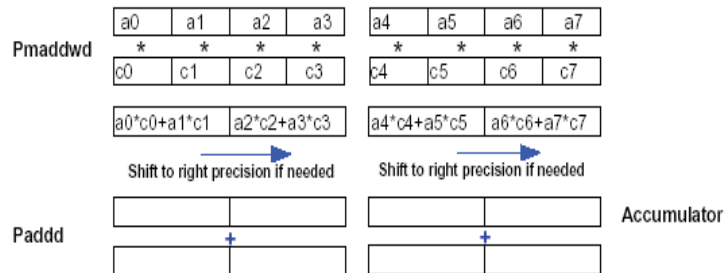 a0 a1 a2 a3 a4 a5 a6 a7
Pmaddwd * * * * * * * *
c0 c1 c2 c3 c4 c5 c6 c7
a0*c0+a1*c1 a2*c2+a3*c3 a4*c4+a5*c5 a6*c6+a7*c7
Shift to right precision if needed Shift to right precision if needed
Accumulator
Paddd + +